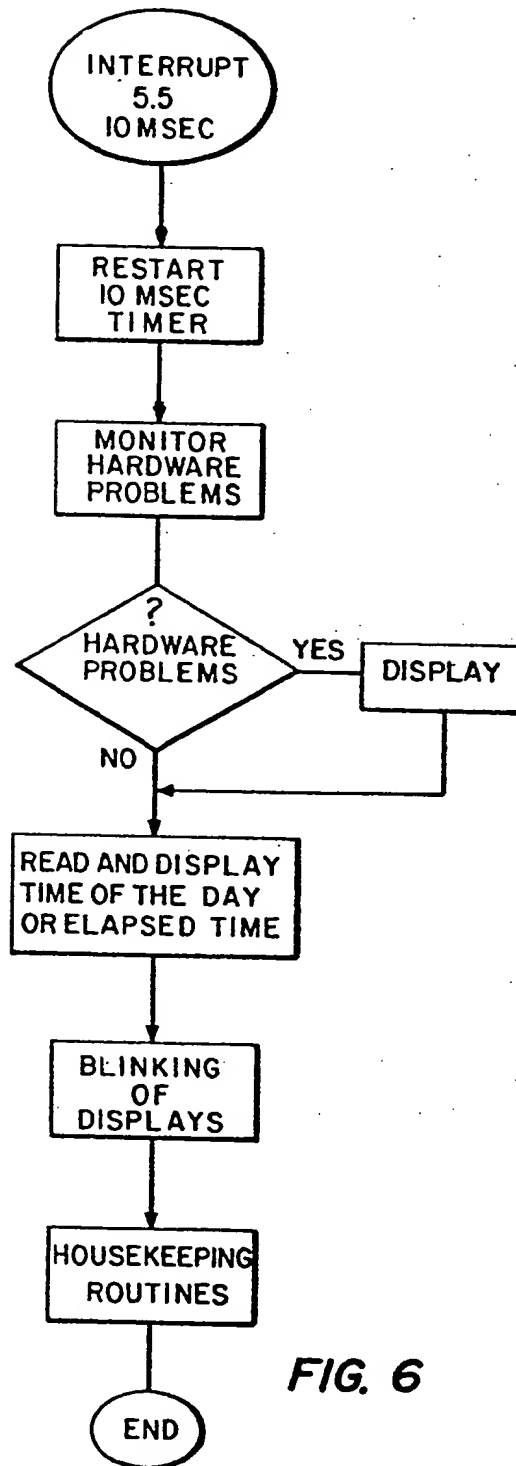 INTERRUPT
5.5
10 MSEC
RESTART
10 MSEC
TIMER
MONITOR
HARDWARE
PROBLEMS
?
HARDWARE
PROBLEMS
YES
DISPLAY
NO
READ AND DISPLAY
TIME OF THE DAY
OR ELAPSED TIME
BLINKING
OF
DISPLAYS
HOUSEKEEPING
ROUTINES
END
FIG. 6